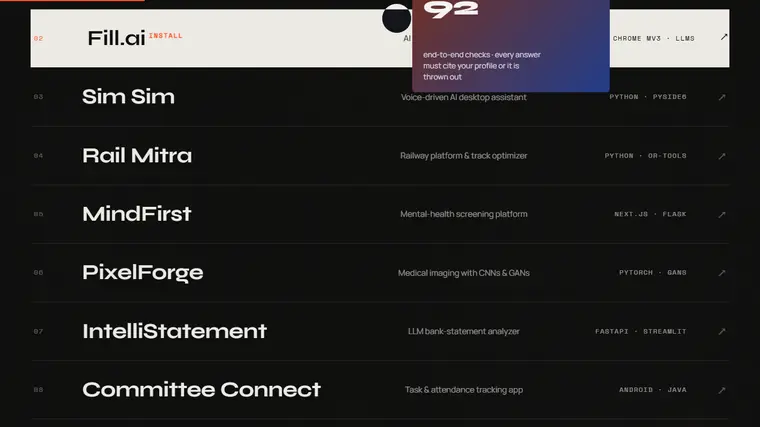 92
02 Fill.ai INSTALL AI CHROME MV3 · LLMS ↗
end-to-end checks · every answer
must cite your profile or it is
thrown out
03 Sim Sim Voice-driven AI desktop assistant PYTHON · PYSIDE6 ↗
04 Rail Mitra Railway platform & track optimizer PYTHON · OR-TOOLS ↗
05 MindFirst Mental-health screening platform NEXT.JS · FLASK ↗
06 PixelForge Medical imaging with CNNs & GANs PYTORCH · GANS ↗
07 IntelliStatement LLM bank-statement analyzer FASTAPI · STREAMLIT ↗
08 Committee Connect Task & attendance tracking app ANDROID · JAVA ↗